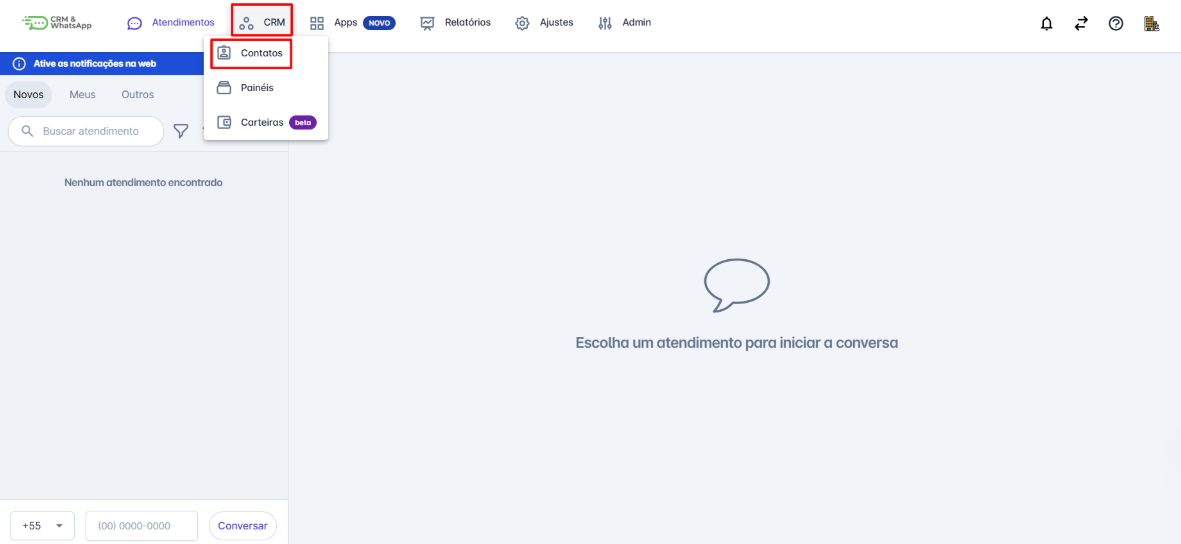 CRM &
WhatsApp
Atendimentos
CRM
Apps NOVO
Relatórios
Ajustes
Admin
Contatos
Painéis
Carteiras beta
Ative as notificações na web
Novos Meus Outros
Buscar atendimento
Nenhum atendimento encontrado
Escolha um atendimento para iniciar a conversa
+55 (00) 0000-0000 Conversar